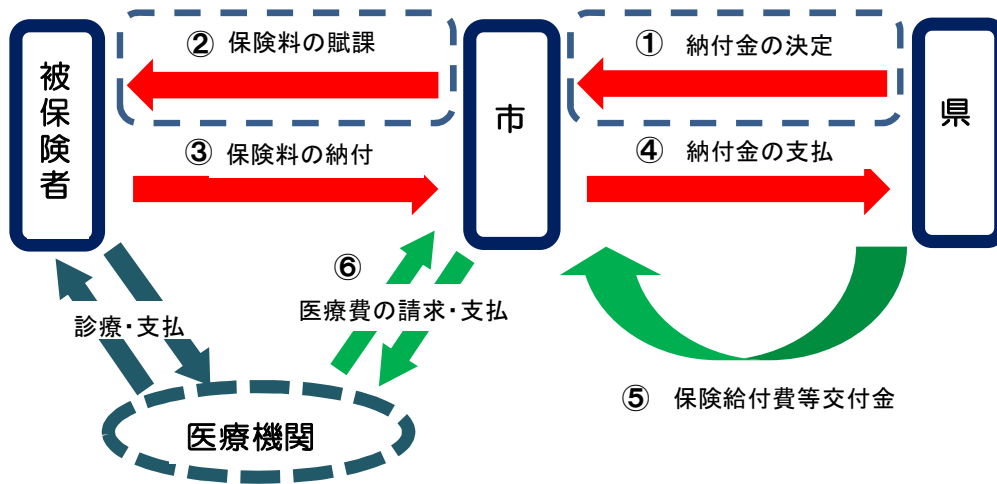 ② 保険料の賦課
① 納付金の決定
被保険者
市
県
③ 保険料の納付
④ 納付金の支払
⑥
医療費の請求・支払
診療・支払
⑤ 保険給付費等交付金
医療機関